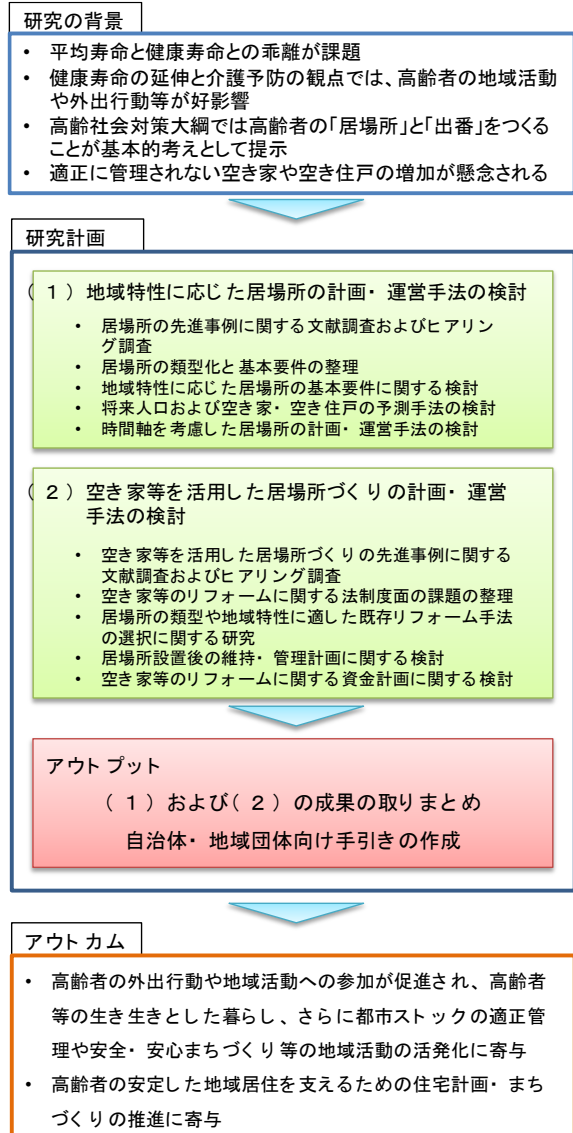 研究の背景
• 平均寿命と健康寿命との乖離が課題
• 健康寿命の延伸と介護予防の観点では、高齢者の地域活動
や外出行動等が好影響
• 高齢社会対策大綱では高齢者の「居場所」と「出番」をつくる
ことが基本的考えとして提示
• 適正に管理されない空き家や空き住戸の増加が懸念される
研究計画
(１)地域特性に応じた居場所の計画・運営手法の検討
• 居場所の先進事例に関する文献調査およびヒアリン
グ調査
• 居場所の類型化と基本要件の整理
• 地域特性に応じた居場所の基本要件に関する検討
• 将来人口および空き家・空き住戸の予測手法の検討
• 時間軸を考慮した居場所の計画・運営手法の検討
(２)空き家等を活用した居場所づくりの計画・運営
手法の検討
• 空き家等を活用した居場所づくりの先進事例に関する
文献調査およびヒアリング調査
• 空き家等のリフォームに関する法制度面の課題の整理
• 居場所の類型や地域特性に適した既存リフォーム手法
の選択に関する研究
• 居場所設置後の維持・管理計画に関する検討
• 空き家等のリフォームに関する資金計画に関する検討
アウトプット
(１)および(２)の成果の取りまとめ
自治体・地域団体向け手引きの作成
アウトカム
• 高齢者の外出行動や地域活動への参加が促進され、高齢者
等の生き生きとした暮らし、さらに都市ストックの適正管
理や安全・安心まちづくり等の地域活動の活発化に寄与
• 高齢者の安定した地域居住を支えるための住宅計画・まち
づくりの推進に寄与